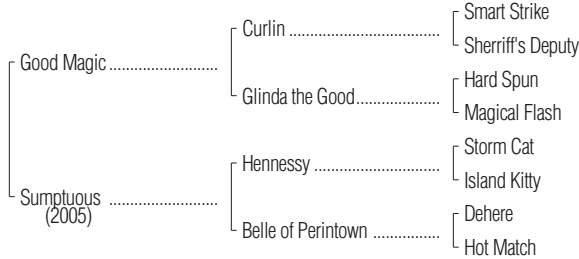 Smart Strike
Curlin
Sherriff's Deputy
Good Magic
Hard Spun
Glinda the Good
Magical Flash
Storm Cat
Hennessy
Island Kitty
Sumptuous
(2005)
Dehere
Belle of Perintown
Hot Match